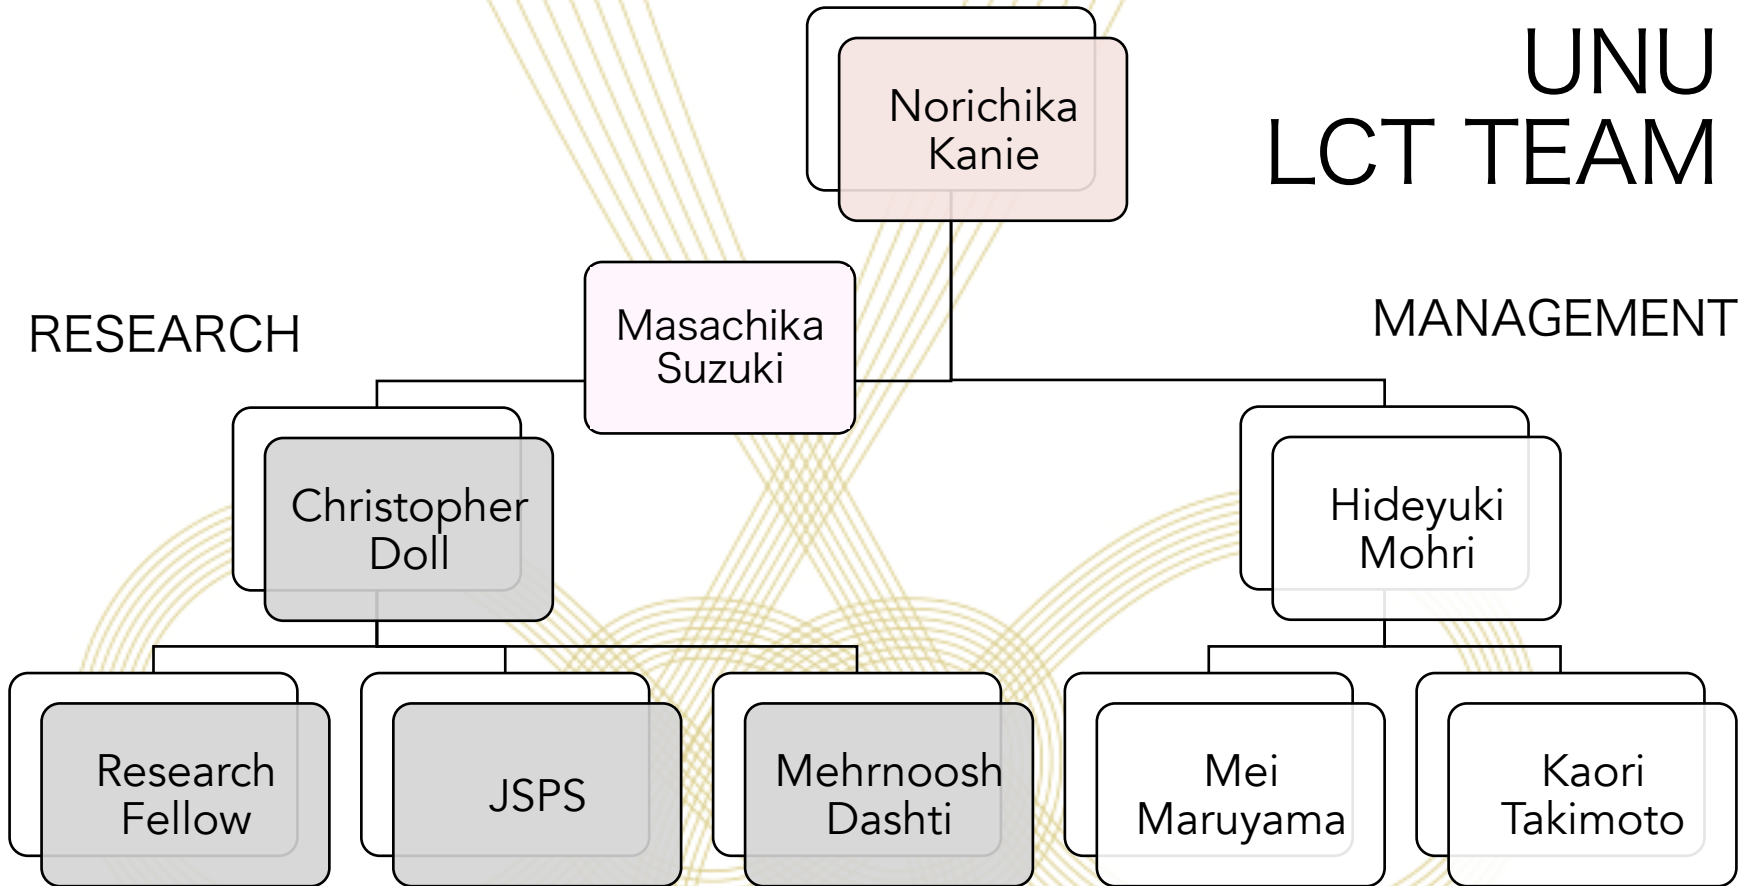 UNU
LCT TEAM
Norichika
Kanie
RESEARCH
Masachika
Suzuki
MANAGEMENT
Christopher
Doll
Hideyuki
Mohri
Research
Fellow
JSPS
Mehrnoosh
Dashti
Mei
Maruyama
Kaori
Takimoto